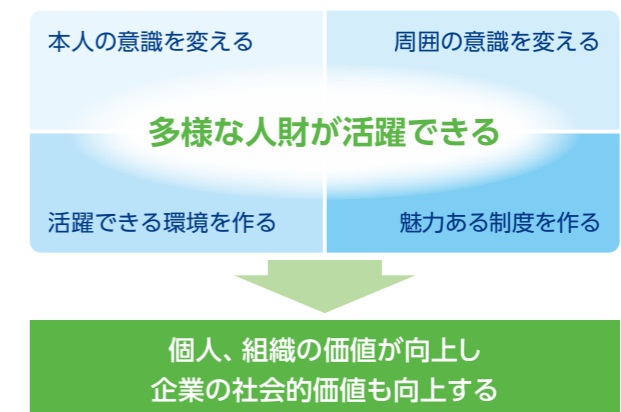 本人の意識を変える
周囲の意識を変える
多様な人財が活躍できる
活躍できる環境を作る
魅力ある制度を作る
個人、組織の価値が向上し
企業の社会的価値も向上する